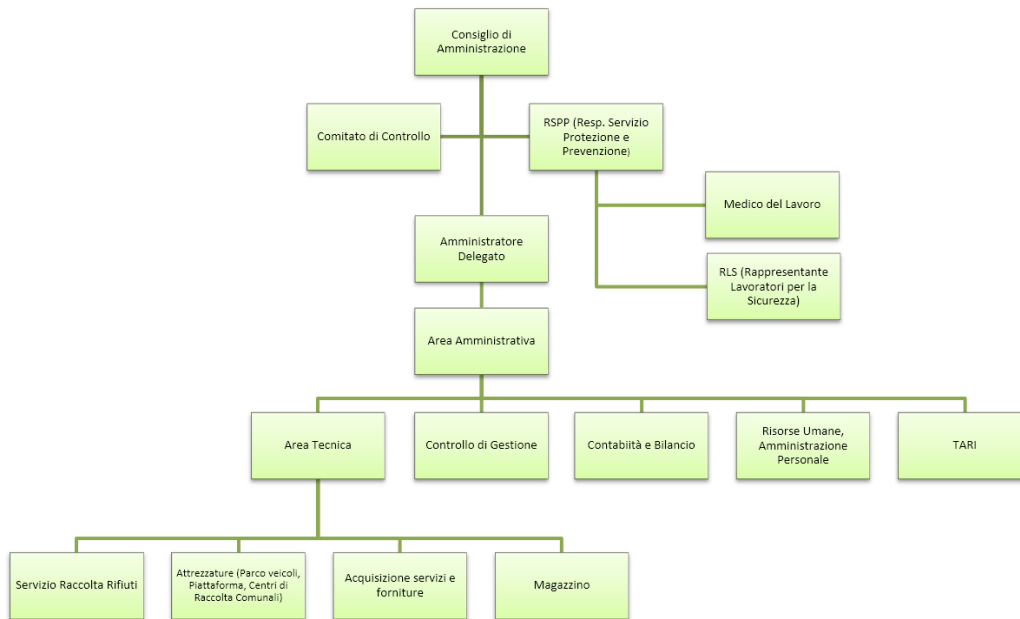 Consiglio di
Amministrazione
Comitato di Controllo
RSPP (Resp. Servizio
Protezione e
Prevenzione)
Medico del Lavoro
Amministratore
Delegato
RLS (Rappresentante
Lavoratori per la
Sicurezza)
Area Amministrativa
Area Tecnica
Controllo di Gestione
Contabiità e Bilancio
Risorse Umane,
Amministrazione
Personale
TARI
Servizio Raccolta Rifiuti
Attrezzature (Parco veicoli,
Piattaforma, Centri di
Raccolta Comunali)
Acquisizione servizi e
forniture
Magazzino